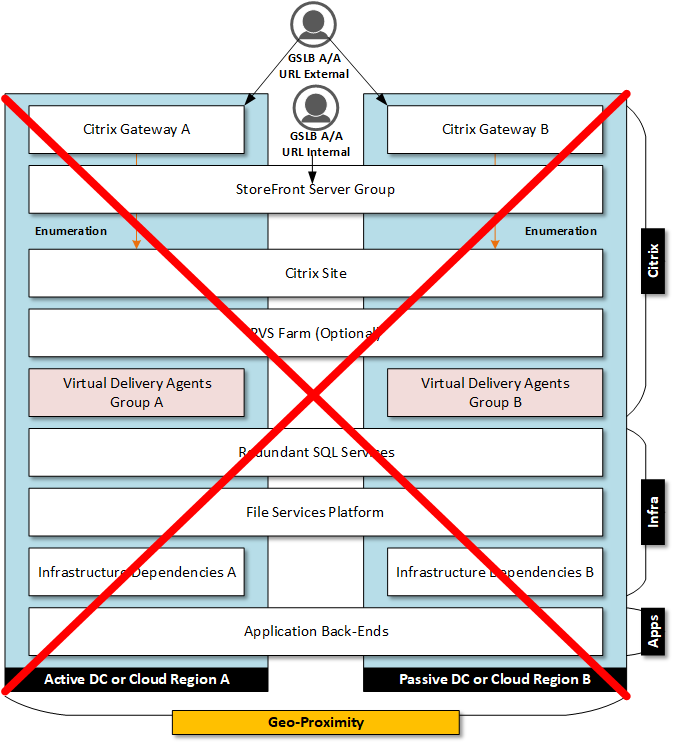 GSLB A/A
URL External
Citrix Gateway A
GSLB A/A
URL Internal
Citrix Gateway B
StoreFront Server Group
Enumeration
Enumeration
Citrix Site
PVS Farm (Optional)
Virtual Delivery Agents
Group A
Virtual Delivery Agents
Group B
Citrix
Redundant SQL Services
File Services Platform
Infrastructure Dependencies A
Infrastructure Dependencies B
Infra
Application Back-Ends
Apps
Active DC or Cloud Region A
Passive DC or Cloud Region B
Geo-Proximity